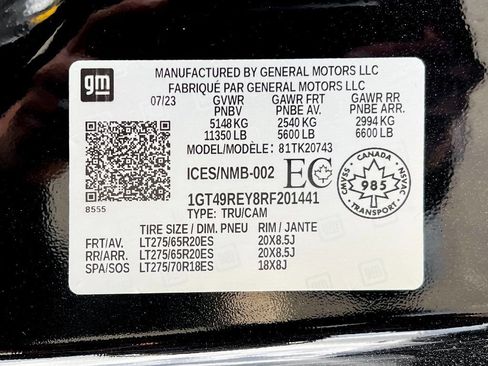 gm
MANUFACTURED BY GENERAL MOTORS LLC
FABRIQUÉ PAR GENERAL MOTORS LLC
07/23 GVWR GAWR FRT GAWR RR
PNBV PNBE AV. PNBE ARR.
5148 KG 2540 KG 2994 KG
11350 LB 5600 LB 6600 LB
MODEL/MODÈLE: 81TK20743
ICES/NMB-002 EC
CANADA
CMVSS 985 NSVAC
TRANSPORT
8555
1GT49REY8RF201441
TYPE: TRU/CAM
TIRE SIZE / DIM. PNEU RIM / JANTE
FRT/AV. LT275/65R20ES 20X8.5J
RR/ARR. LT275/65R20ES 20X8.5J
SPA/SOS LT275/70R18ES 18X8J